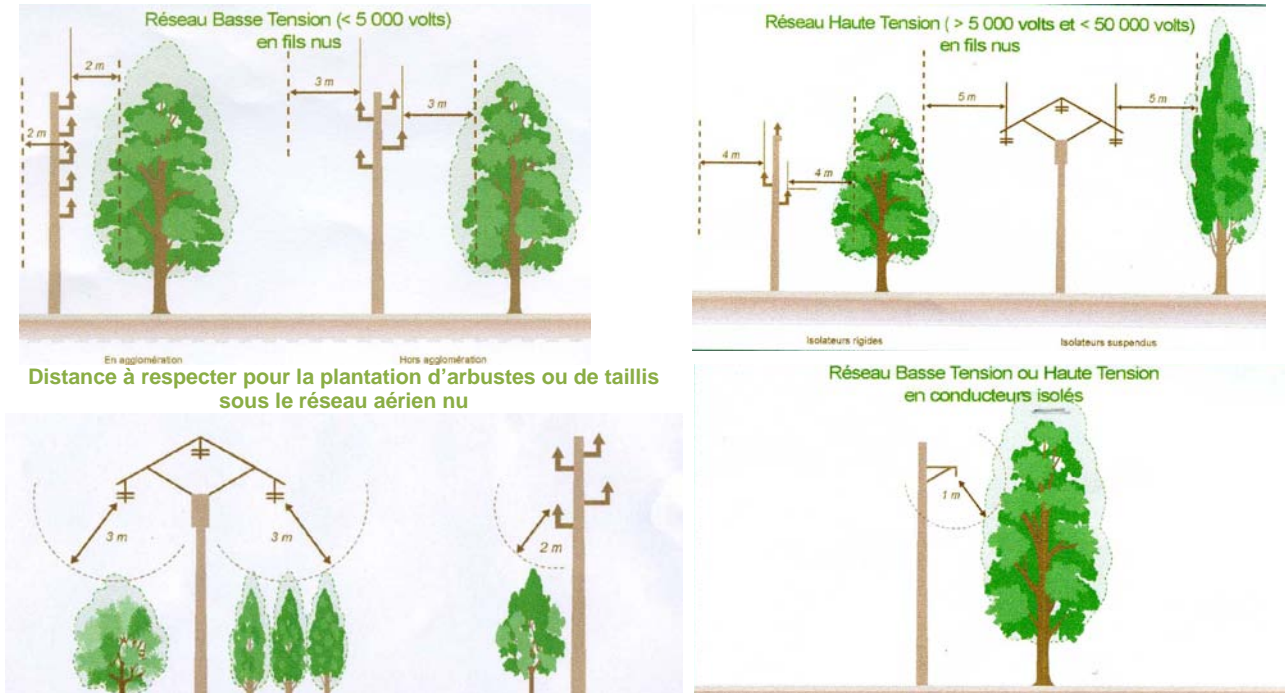 Réseau Basse Tension (< 5 000 volts)
en fils nus
2 m
2 m
3 m
3 m
En agglomération
Hors agglomération
Réseau Haute Tension ( > 5 000 volts et < 50 000 volts)
en fils nus
4 m
4 m
5 m
5 m
Isolateurs rigides
Isolateurs suspendus
Distance à respecter pour la plantation d'arbustes ou de taillis
sous le réseau aérien nu
3 m
3 m
2 m
Réseau Basse Tension ou Haute Tension
en conducteurs isolés
1 m